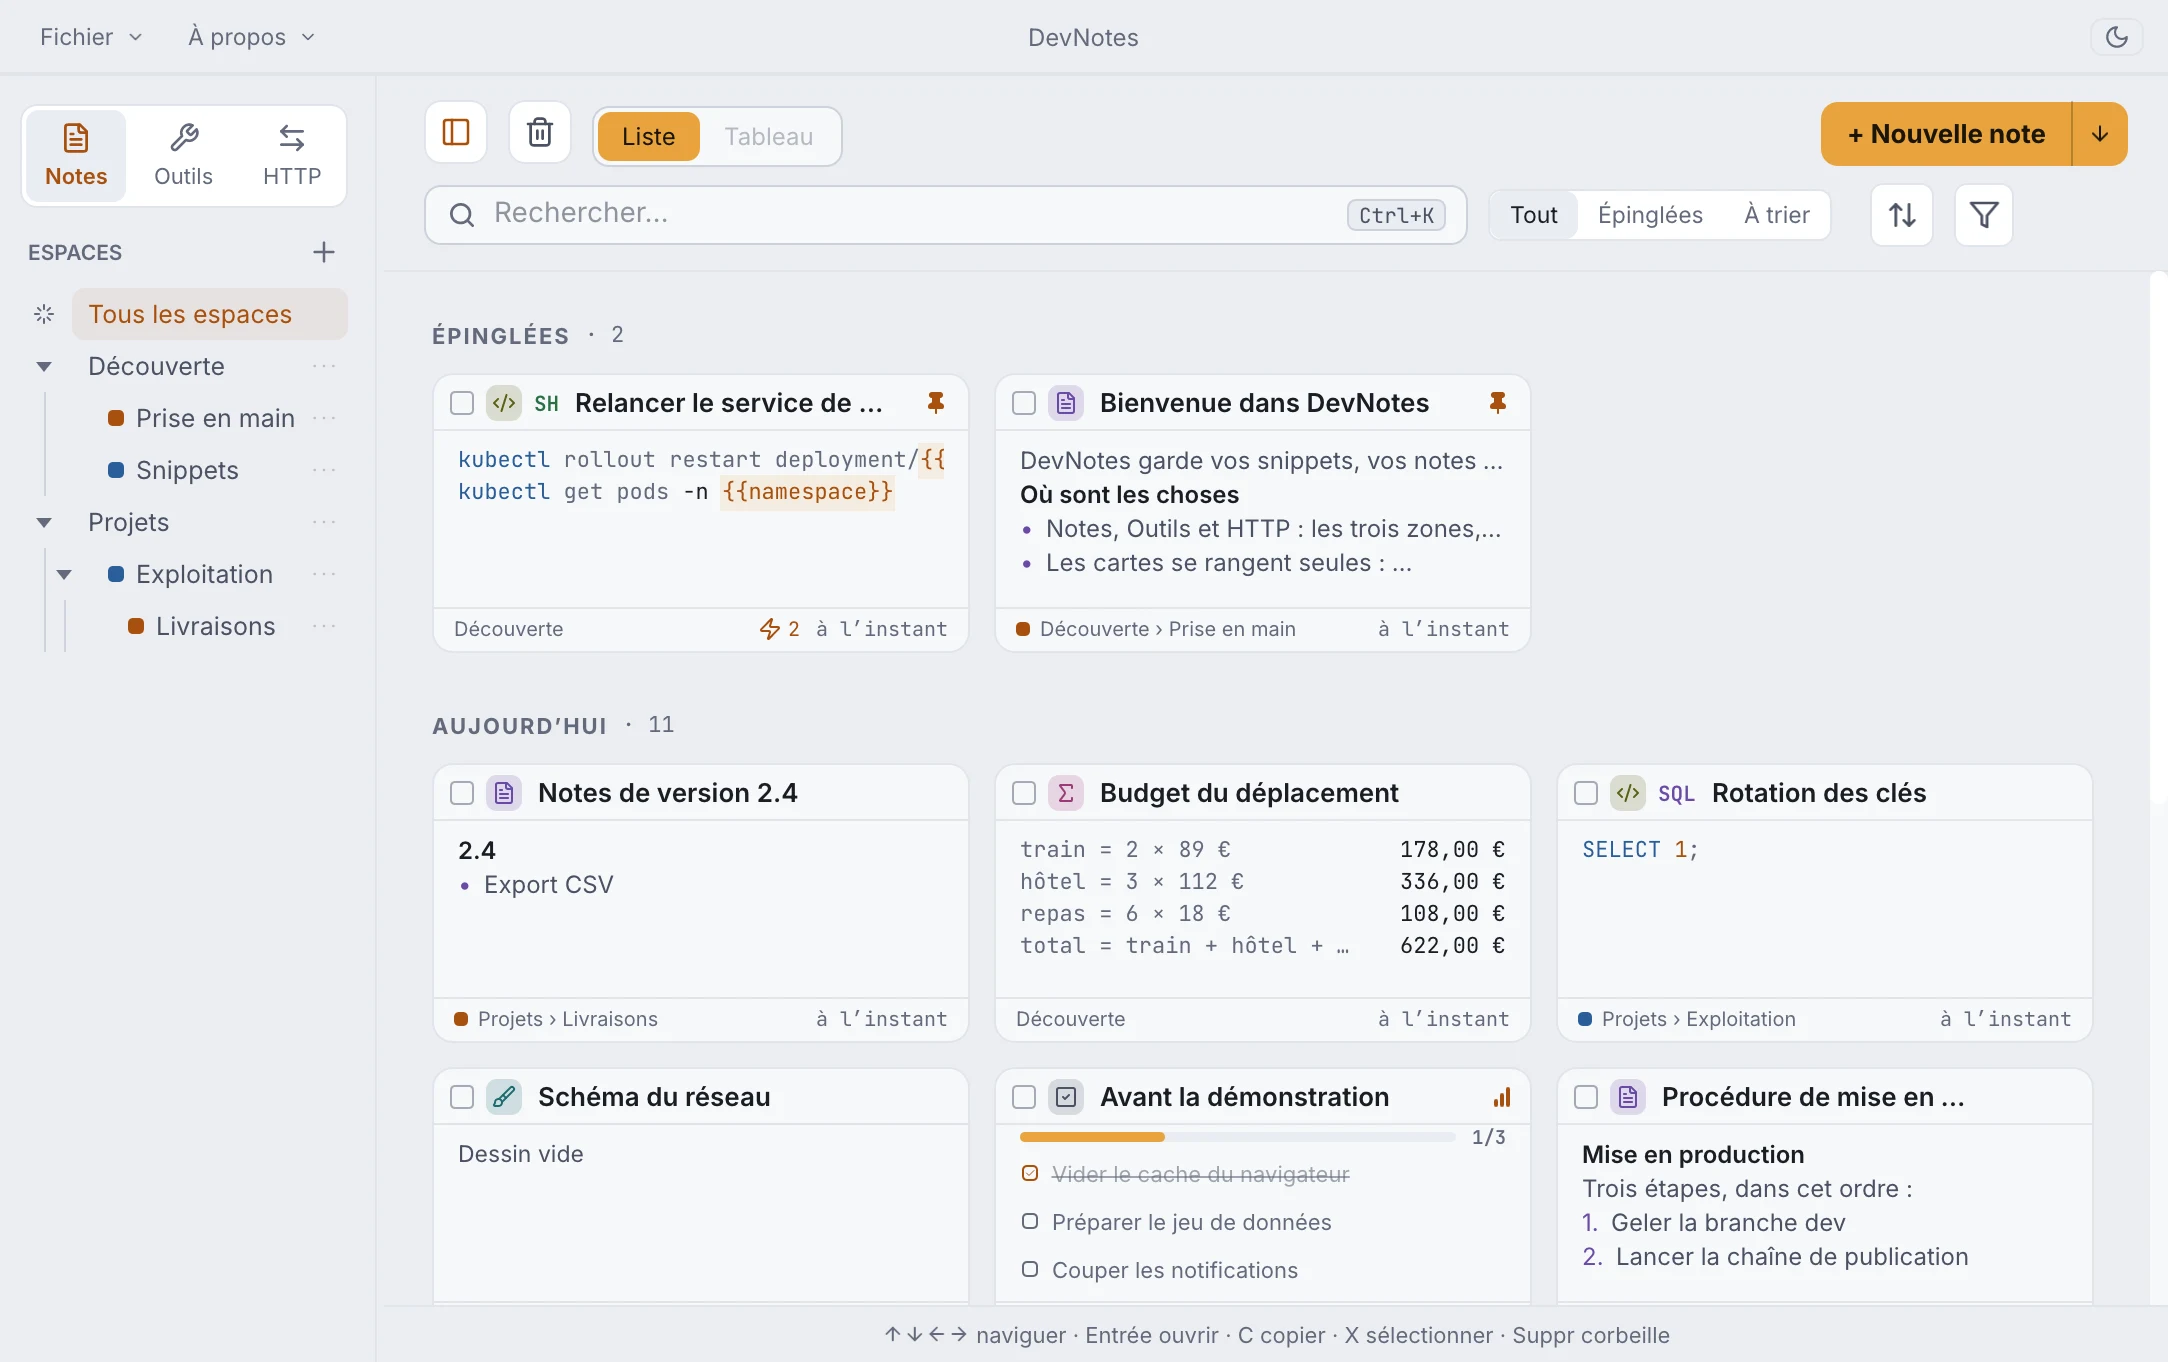 Fichier
À propos
DevNotes
Notes
Outils
HTTP
Liste
Tableau
+ Nouvelle note
Rechercher...
Ctrl+K
Tout
Épinglées
À trier
ESPACES
Tous les espaces
Découverte
Prise en main
Snippets
Projets
Exploitation
Livraisons
ÉPINGLÉES · 2
SH Relancer le service de ...
kubectl rollout restart deployment/{{
kubectl get pods -n {{namespace}}
Découverte
2 à l’instant
Bienvenue dans DevNotes
DevNotes garde vos snippets, vos notes ...
Où sont les choses
• Notes, Outils et HTTP : les trois zones,...
• Les cartes se rangent seules : ...
Découverte › Prise en main
à l’instant
AUJOURD’HUI · 11
Notes de version 2.4
2.4
• Export CSV
Projets › Livraisons
à l’instant
Budget du déplacement
train = 2 × 89 € 178,00 €
hôtel = 3 × 112 € 336,00 €
repas = 6 × 18 € 108,00 €
total = train + hôtel + … 622,00 €
Découverte
à l’instant
SQL Rotation des clés
SELECT 1;
Projets › Exploitation
à l’instant
Schéma du réseau
Dessin vide
Avant la démonstration
1/3
Vider le cache du navigateur
Préparer le jeu de données
Couper les notifications
Procédure de mise en ...
Mise en production
Trois étapes, dans cet ordre :
1. Geler la branche dev
2. Lancer la chaîne de publication
↑↓←→ naviguer · Entrée ouvrir · C copier · X sélectionner · Suppr corbeille